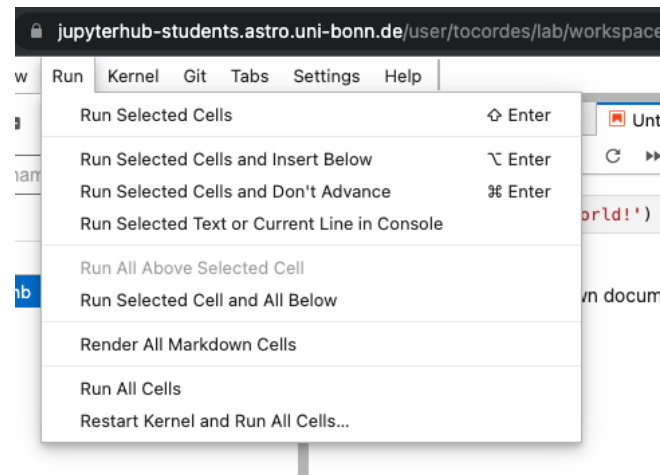 jupyterhub-students.astro.uni-bonn.de/user/tocordes/lab/workspace
w Run Kernel Git Tabs Settings Help
Run Selected Cells ⇧ Enter
Unt
Run Selected Cells and Insert Below ⌥ Enter
nam
Run Selected Cells and Don't Advance ⌘ Enter
Run Selected Text or Current Line in Console
orld!')
Run All Above Selected Cell
Run Selected Cell and All Below
nb
wn docum
Render All Markdown Cells
Run All Cells
Restart Kernel and Run All Cells...